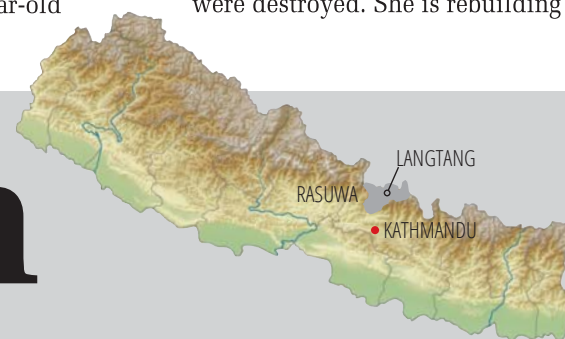 ar-old
were destroyed. She is rebuilding
LANGTANG
RASUWA
KATHMANDU